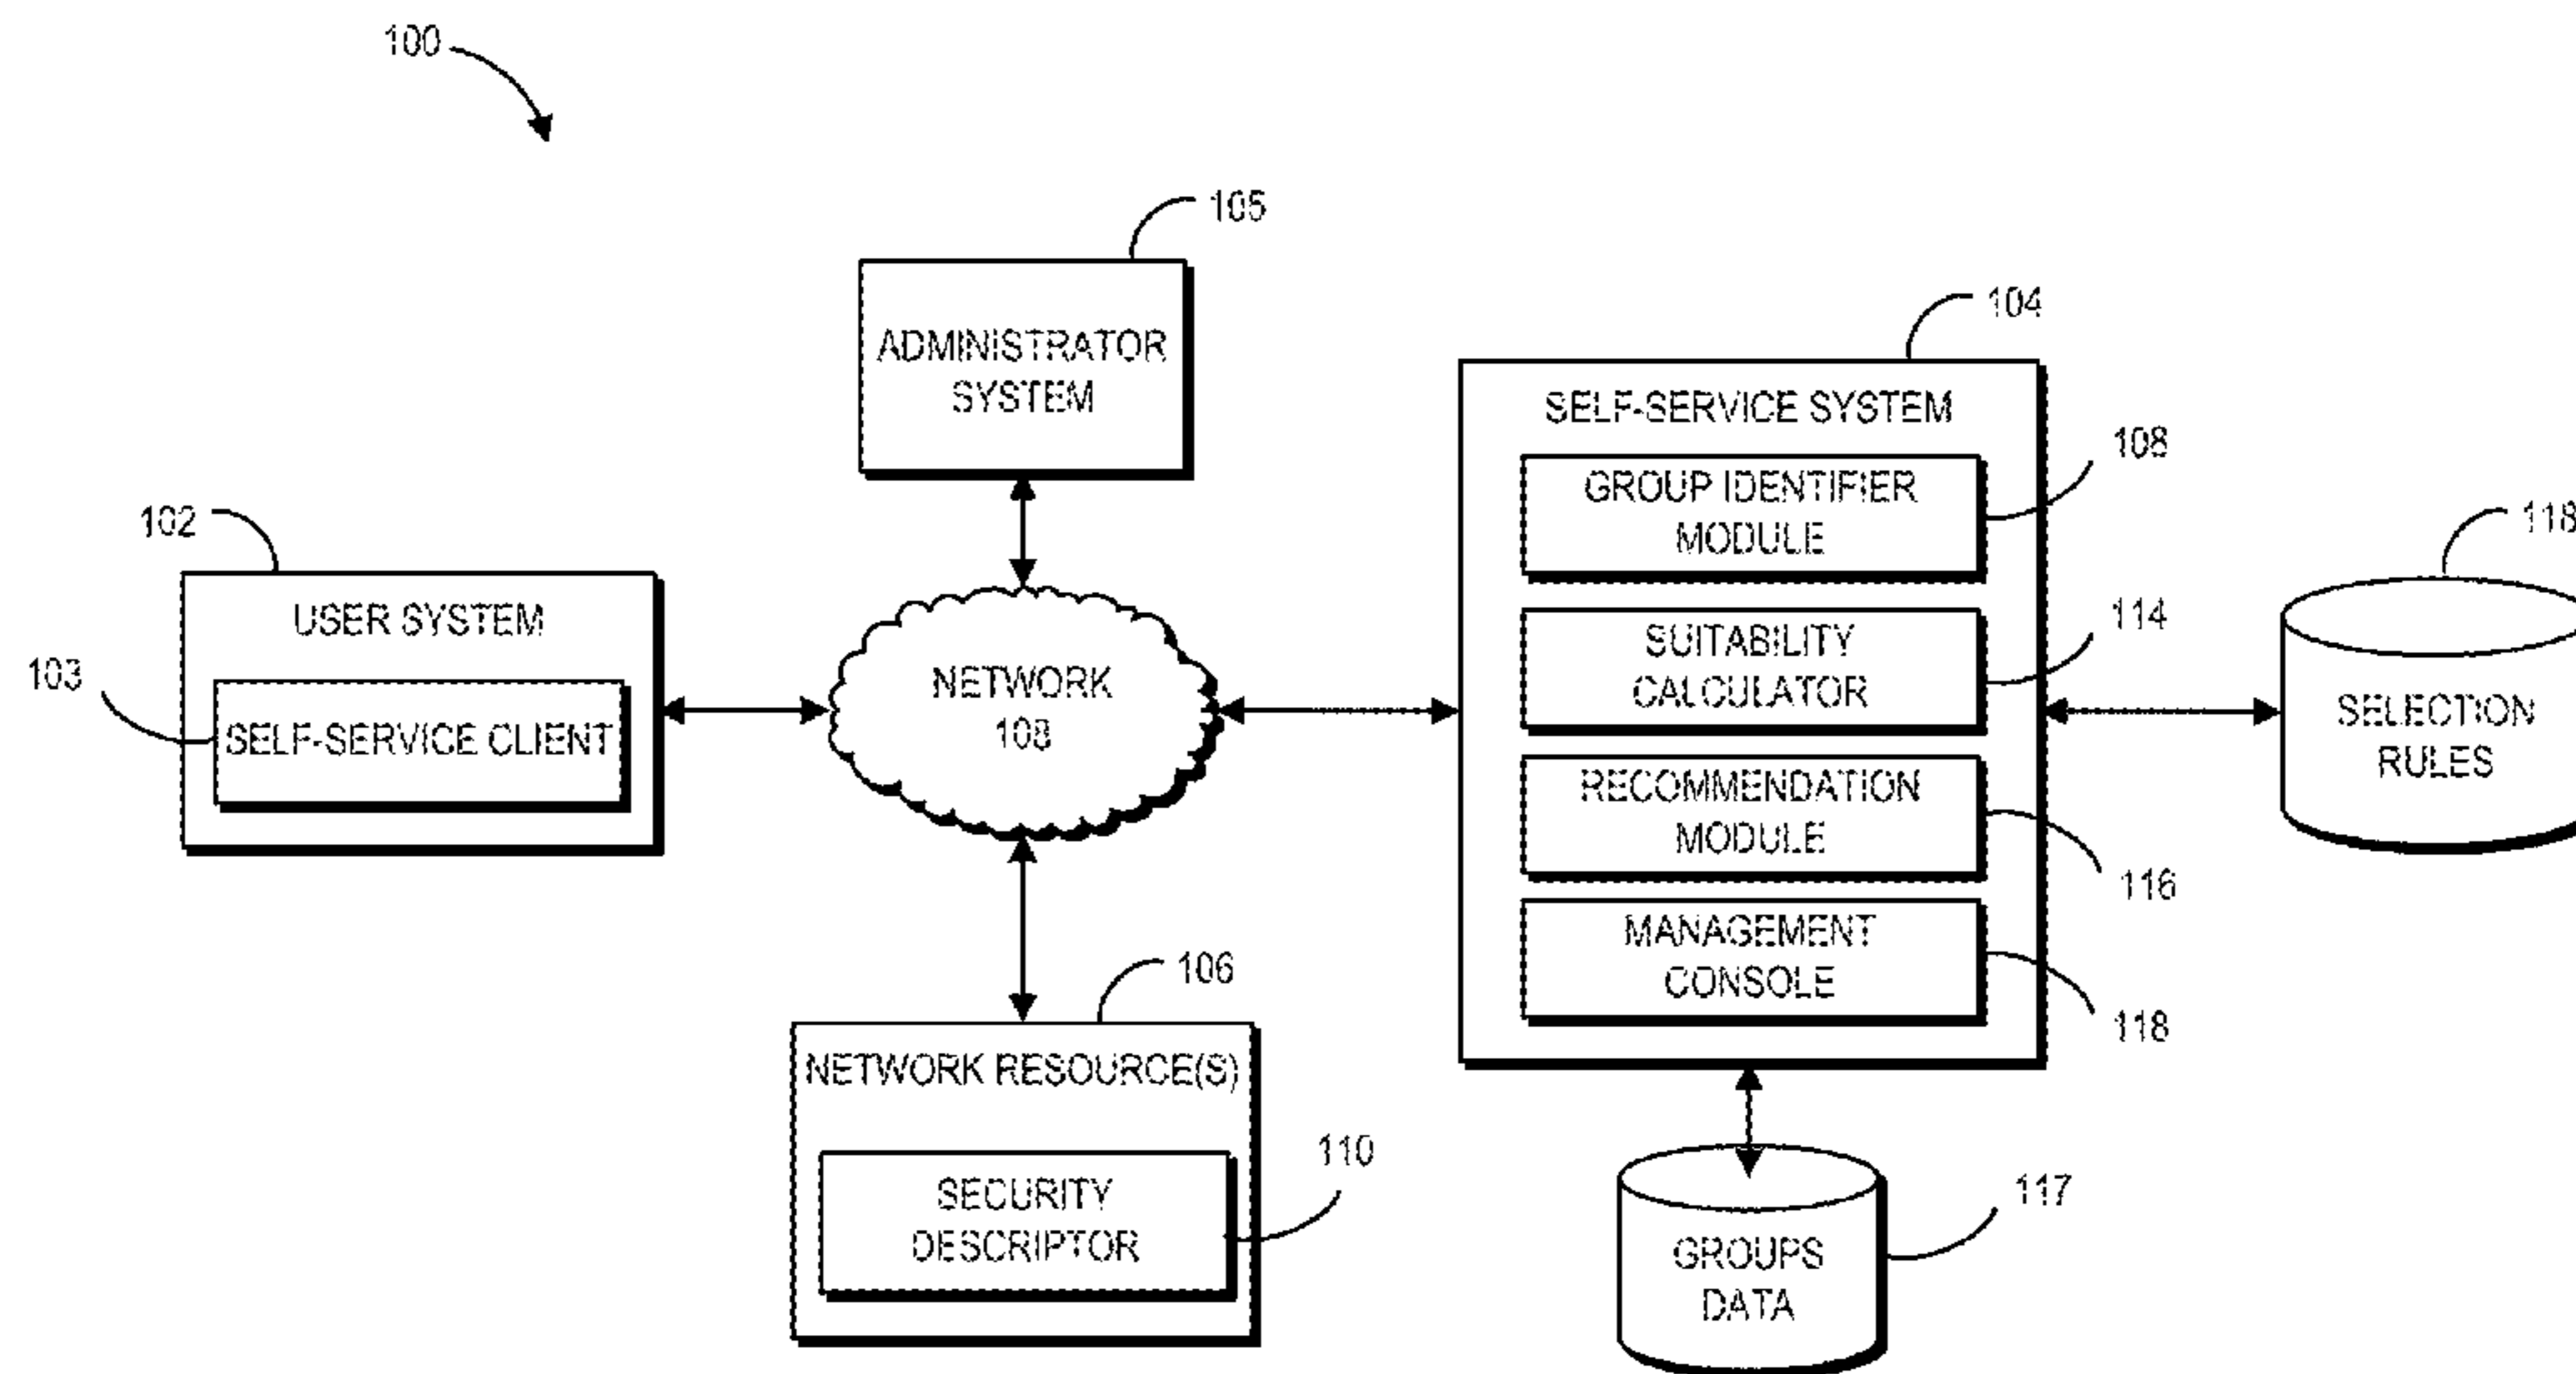 100
105
ADMINISTRATOR
SYSTEM
104
SELF-SERVICE SYSTEM
108
GROUP IDENTIFIER
MODULE
102
USER SYSTEM
103
SELF-SERVICE CLIENT
NETWORK
108
114
SUITABILITY
CALCULATOR
118
SELECTION
RULES
RECOMMENDATION
MODULE
116
MANAGEMENT
CONSOLE
118
106
NETWORK RESOURCE(S)
110
SECURITY
DESCRIPTOR
117
GROUPS
DATA